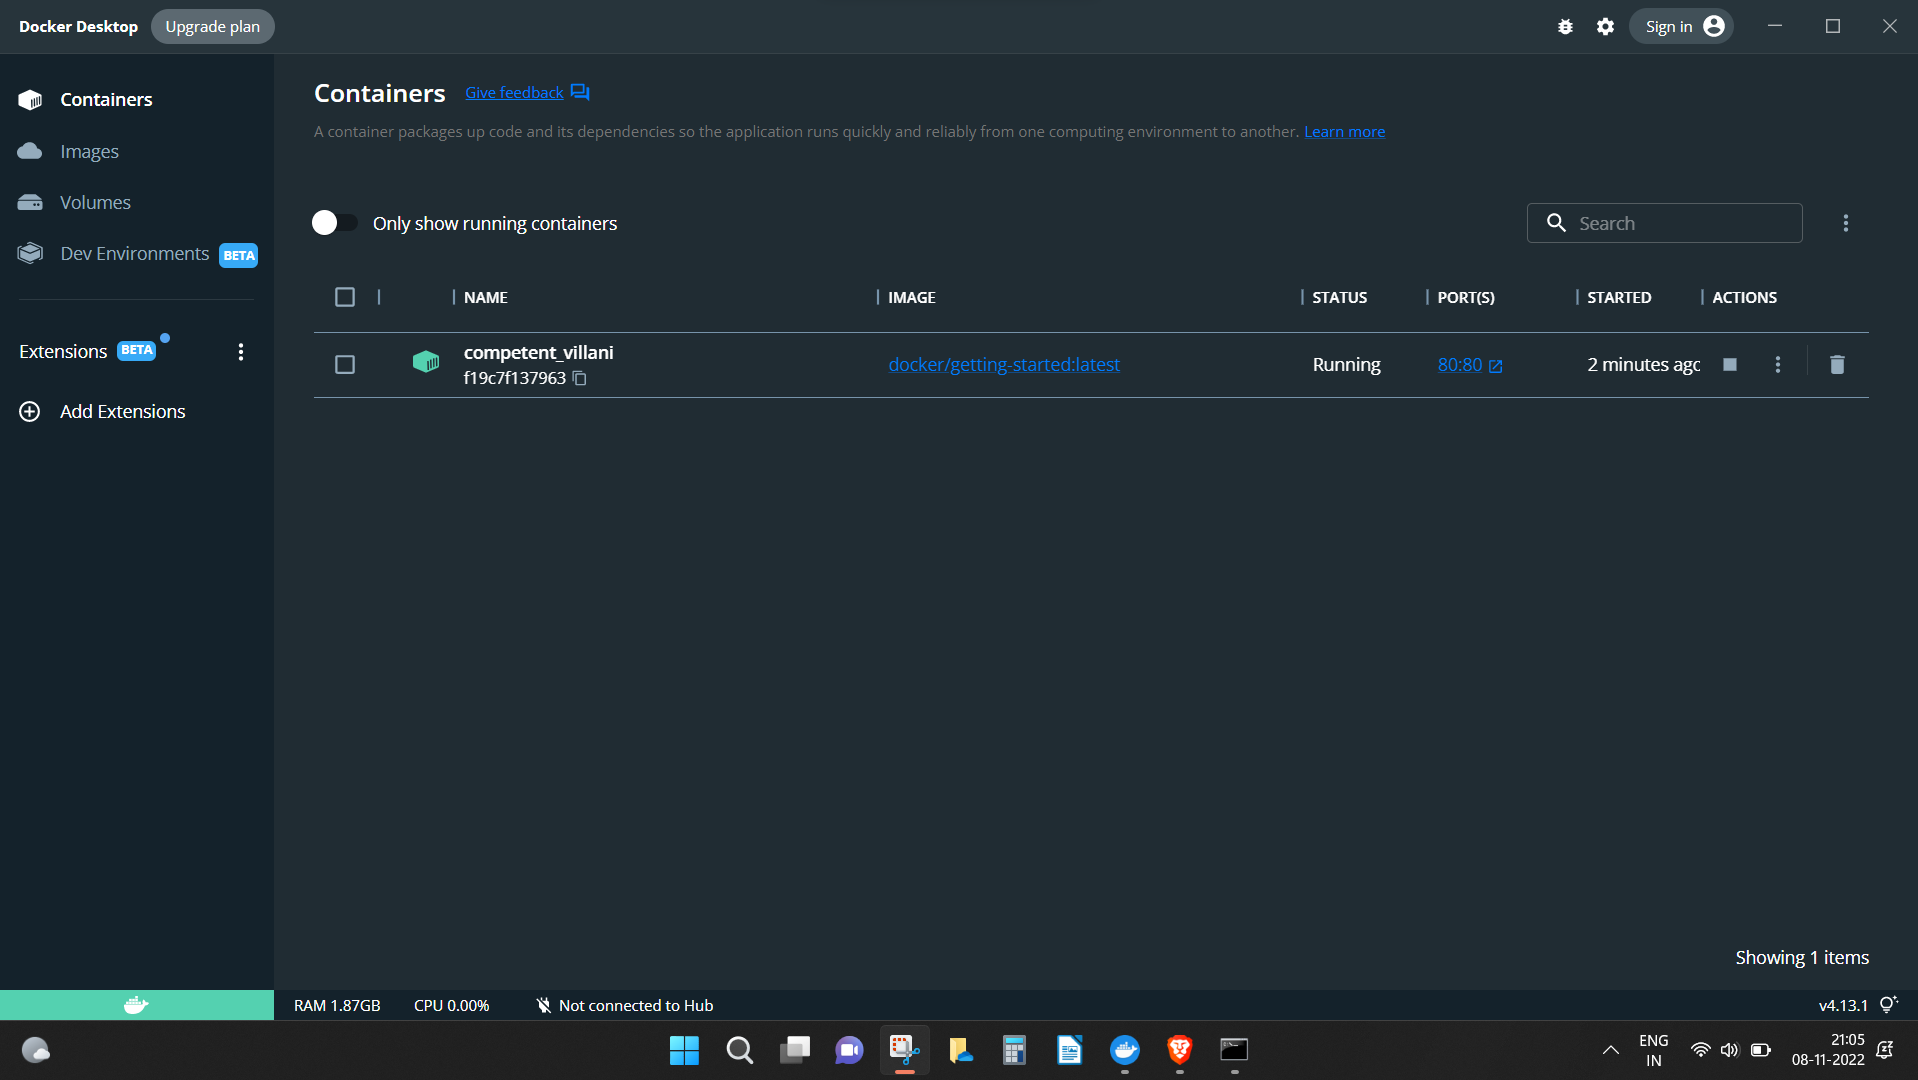 Docker Desktop Upgrade plan Sign in
Containers
Images
Volumes
Dev Environments BETA
Extensions BETA
Add Extensions
Containers Give feedback
A container packages up code and its dependencies so the application runs quickly and reliably from one computing environment to another. Learn more
Only show running containers Search
NAME IMAGE STATUS PORT(S) STARTED ACTIONS
competent_villani docker/getting-started:latest Running 80:80 2 minutes ago
f19c7f137963
Showing 1 items
RAM 1.87GB CPU 0.00% Not connected to Hub v4.13.1
ENG 21:05
IN 08-11-2022